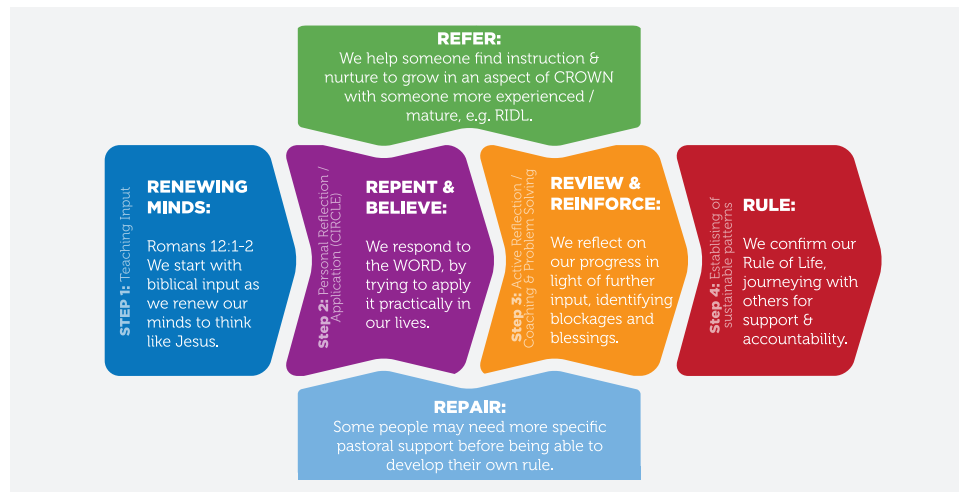 REFER:
We help someone find instruction &
nurture to grow in an aspect of CROWN
with someone more experienced /
mature, e.g. RIDL.
STEP 1: Teaching Input
RENEWING
MINDS:
Romans 12:1-2
We start with
biblical input as
we renew our
minds to think
like Jesus.
Step 2: Personal Reflection /
Application (CIRCLE)
REPENT &
BELIEVE:
We respond to
the WORD, by
trying to apply
it practically in
our lives.
Step 3: Active Reflection /
Coaching & Problem Solving
REVIEW &
REINFORCE:
We reflect on
our progress in
light of further
input, identifying
blockages and
blessings.
Step 4: Establising of
sustainable patterns
RULE:
We confirm our
Rule of Life,
journeying with
others for
support &
accountability.
REPAIR:
Some people may need more specific
pastoral support before being able to
develop their own rule.